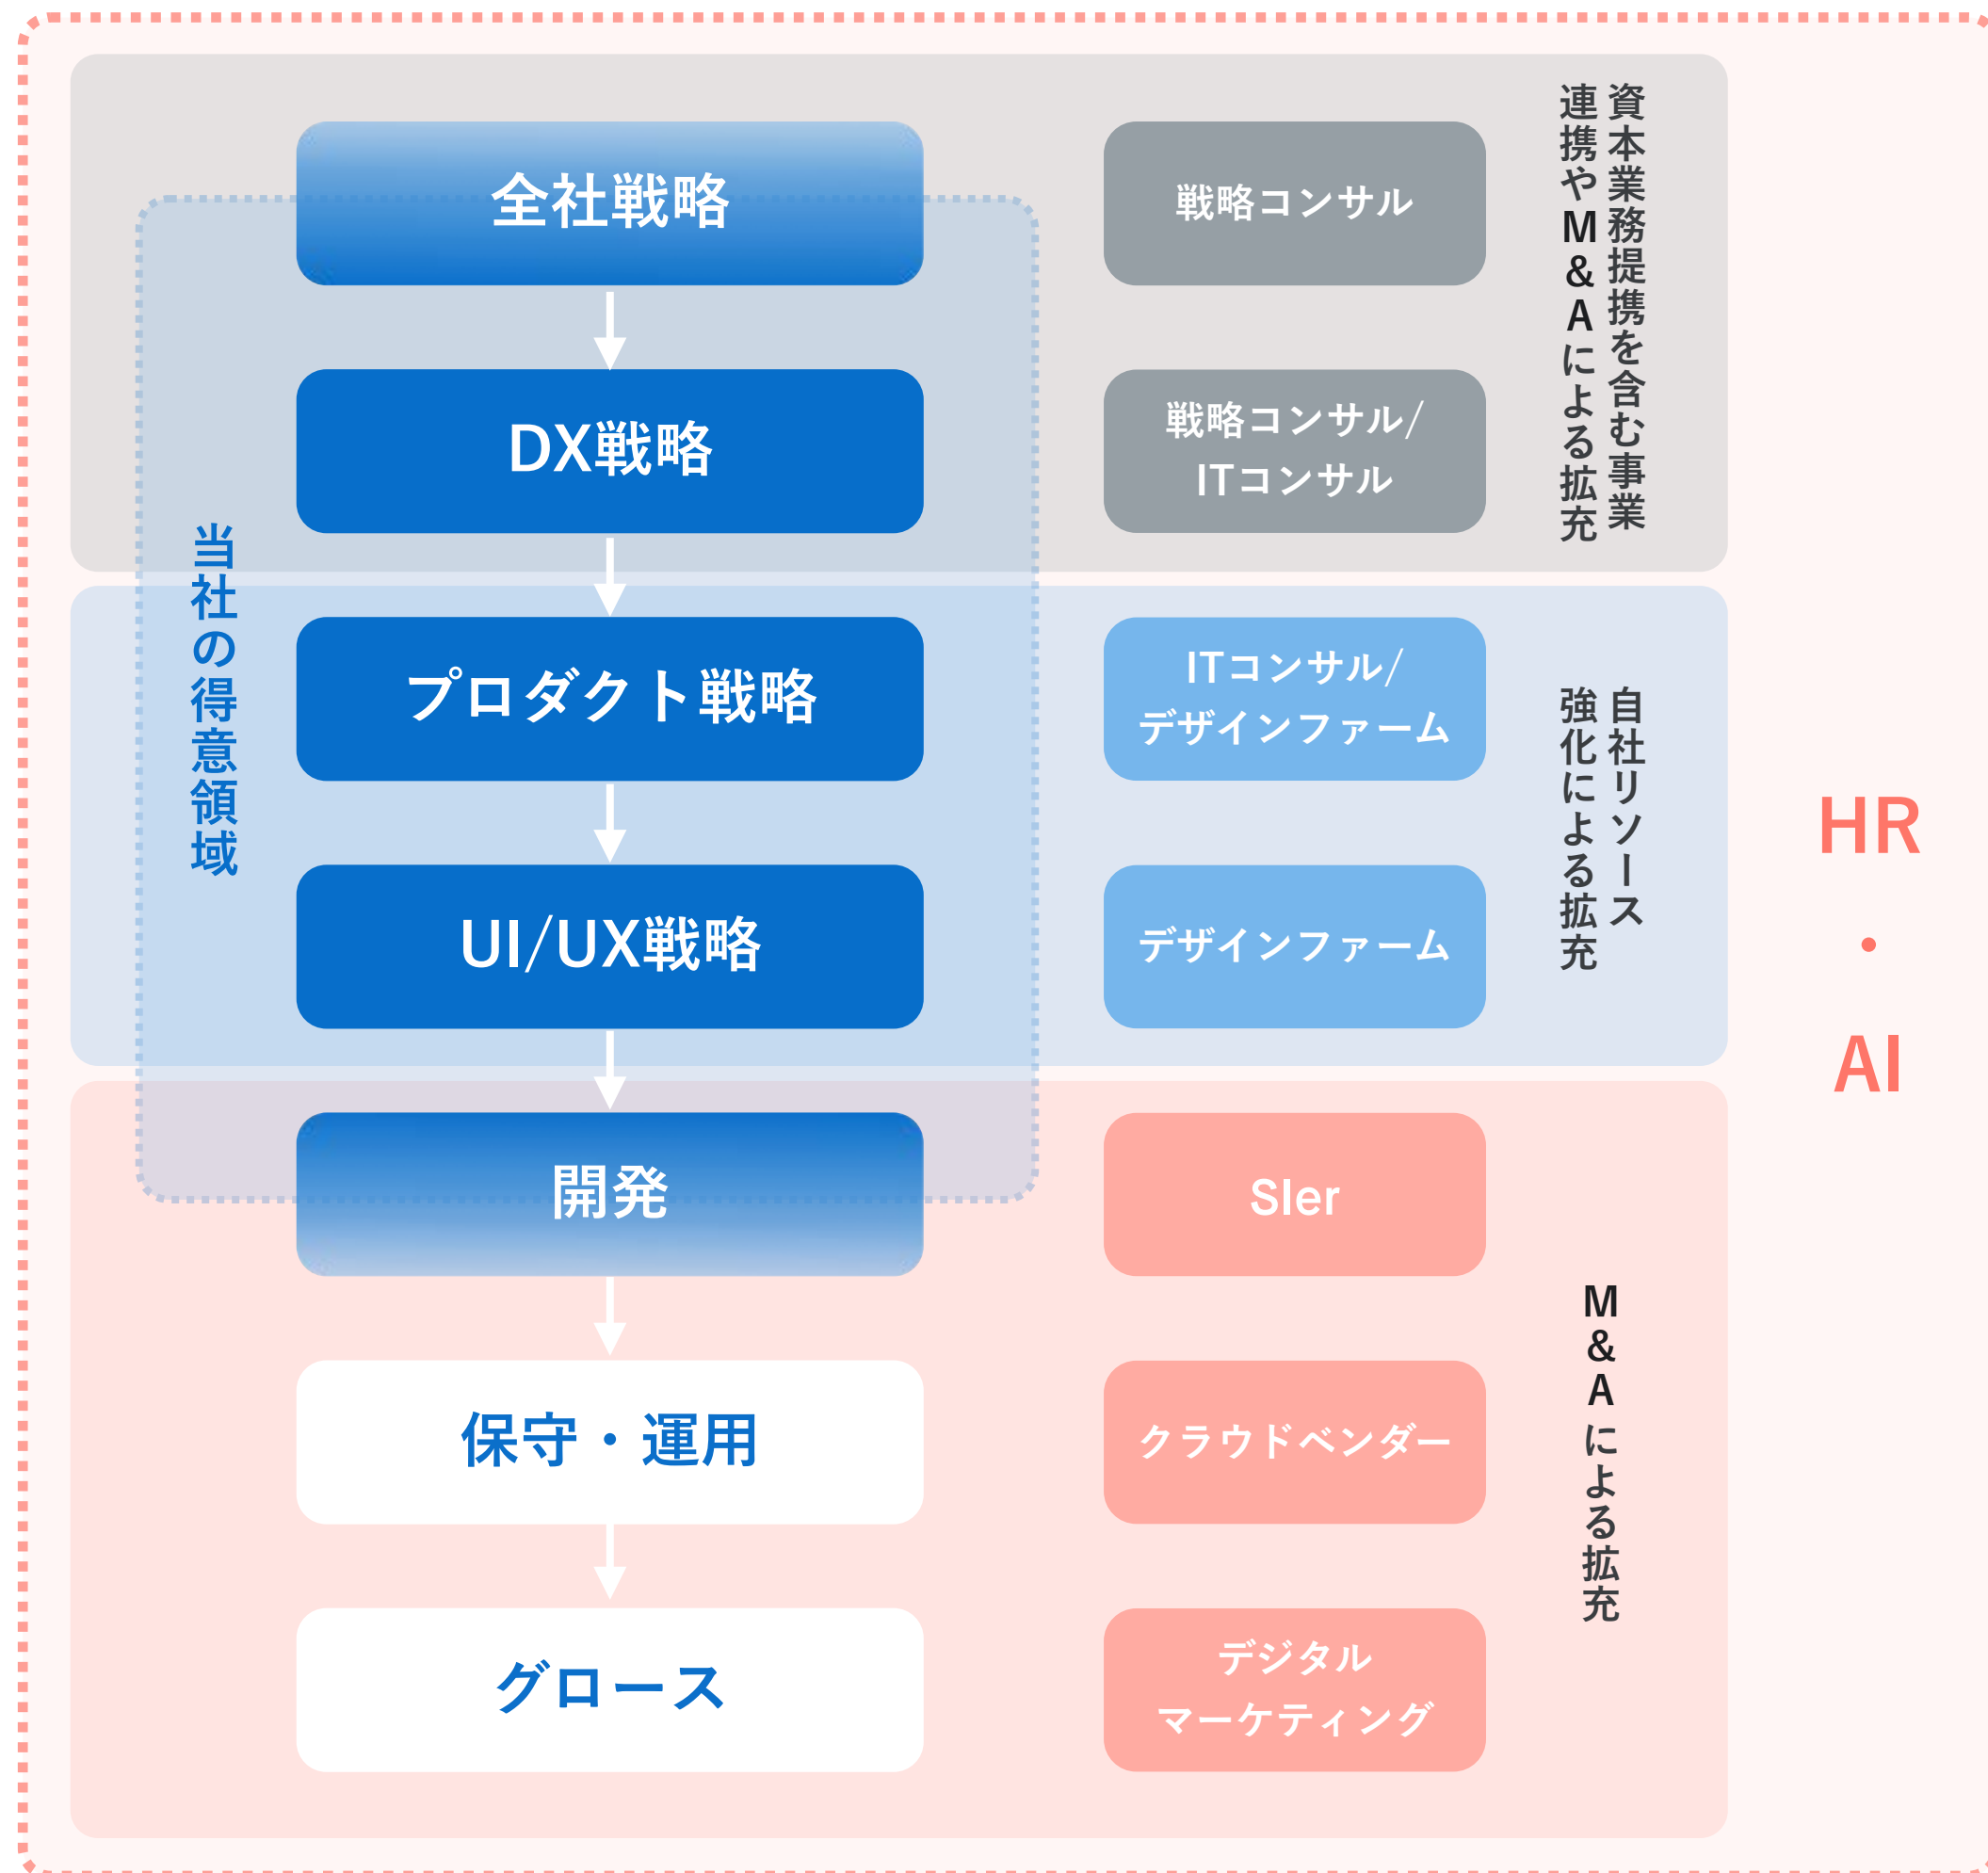 全社戦略
戦略コンサル
資本業務提携を含む事業
連携やM&Aによる拡充
DX戦略
戦略コンサル/
ITコンサル
当社の得意領域
プロダクト戦略
ITコンサル/
デザインファーム
自社リソース
強化による拡充
UI/UX戦略
デザインファーム
開発
SIer
M&Aによる拡充
保守・運用
クラウドベンダー
グロース
デジタル
マーケティング
HR
・
AI